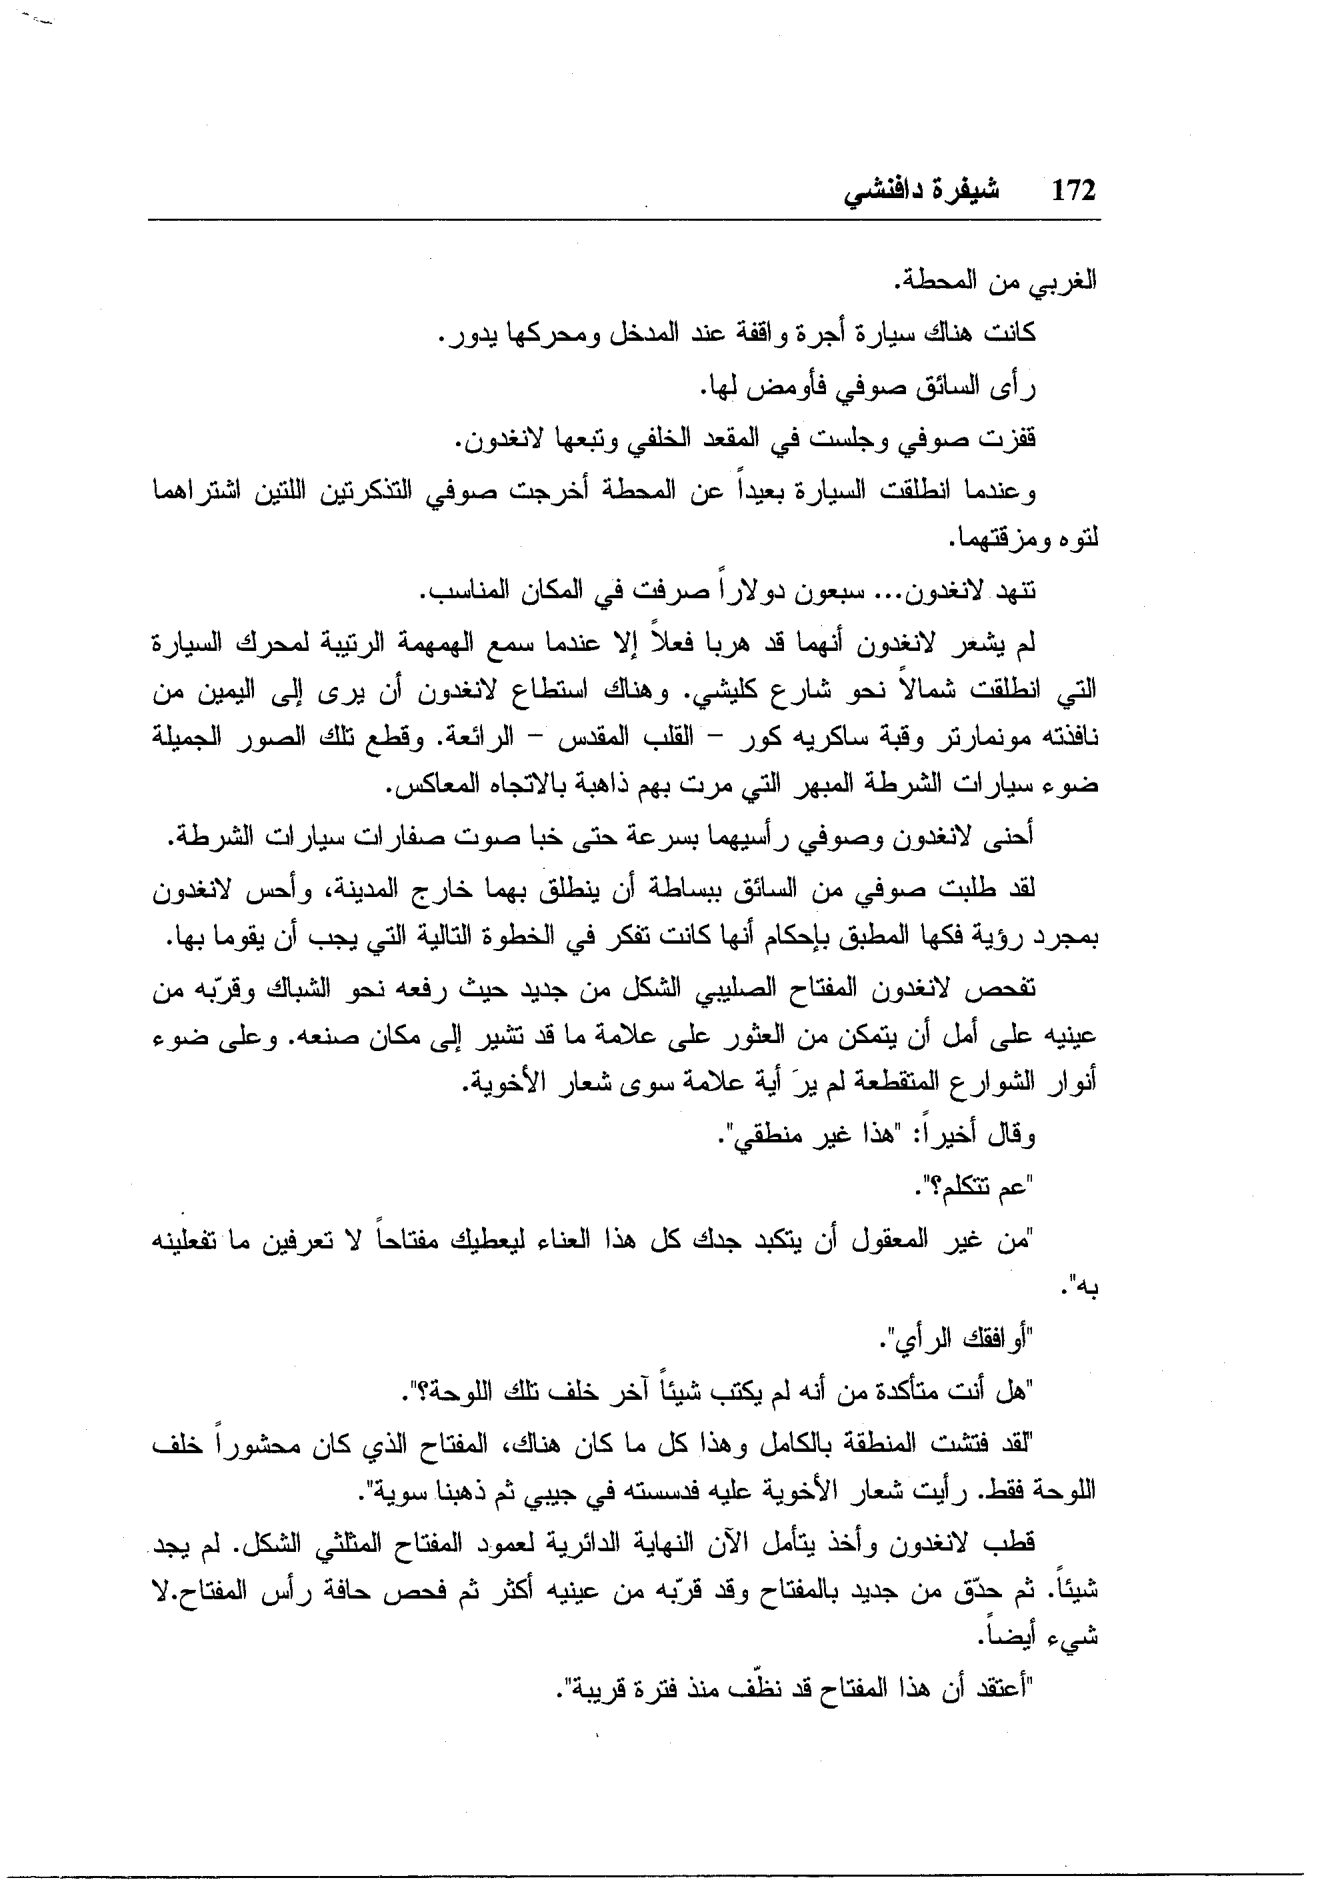 172 شيفرة دافنشي
الغربي من المحطة.
كانت هناك سيارة أجرة واقفة عند المدخل ومحركها يدور.
رأى السائق صوفي فأومض لها.
قفزت صوفي وجلست في المقعد الخلفي وتبعها لانغدون.
وعندما انطلقت السيارة بعيداً عن المحطة أخرجت صوفي التذكرتين اللتين اشتراهما
لتوه ومزقتهما.
تنهد لانغدون... سبعون دولاراً صرفت في المكان المناسب.
لم يشعر لانغدون أنهما قد هربا فعلاً إلا عندما سمع الهمهمة الرتيبة لمحرك السيارة
التي انطلقت شمالاً نحو شارع كليشي. وهناك استطاع لانغدون أن يرى إلى اليمين من
نافذته مونمارتر وقبة ساكريه كور – القلب المقدس – الرائعة. وقطع تلك الصور الجميلة
ضوء سيارات الشرطة المبهر التي مرت بهم ذاهبة بالاتجاه المعاكس.
أحنى لانغدون وصوفي رأسيهما بسرعة حتى خبا صوت صفارات سيارات الشرطة.
لقد طلبت صوفي من السائق ببساطة أن ينطلق بهما خارج المدينة، وأحس لانغدون
بمجرد رؤية فكها المطبق بإحكام أنها كانت تفكر في الخطوة التالية التي يجب أن يقوما بها.
تفحص لانغدون المفتاح الصليبي الشكل من جديد حيث رفعه نحو الشباك وقرّبه من
عينيه على أمل أن يتمكن من العثور على علامة ما قد تشير إلى مكان صنعه. وعلى ضوء
أنوار الشوارع المتقطعة لم يرَ أية علامة سوى شعار الأخوية.
وقال أخيراً: "هذا غير منطقي".
"عم تتكلم؟".
"من غير المعقول أن يتكبد جدك كل هذا العناء ليعطيك مفتاحاً لا تعرفين ما تفعلينه
به".
"أوافقك الرأي".
"هل أنت متأكدة من أنه لم يكتب شيئاً آخر خلف تلك اللوحة؟".
"لقد فتشت المنطقة بالكامل وهذا كل ما كان هناك، المفتاح الذي كان محشوراً خلف
اللوحة فقط. رأيت شعار الأخوية عليه فدسسته في جيبي ثم ذهبنا سوية".
قطب لانغدون وأخذ يتأمل الآن النهاية الدائرية لعمود المفتاح المثلثي الشكل. لم يجد
شيئاً. ثم حدّق من جديد بالمفتاح وقد قرّبه من عينيه أكثر ثم فحص حافة رأس المفتاح.لا
شيء أيضاً.
"أعتقد أن هذا المفتاح قد نظّف منذ فترة قريبة".